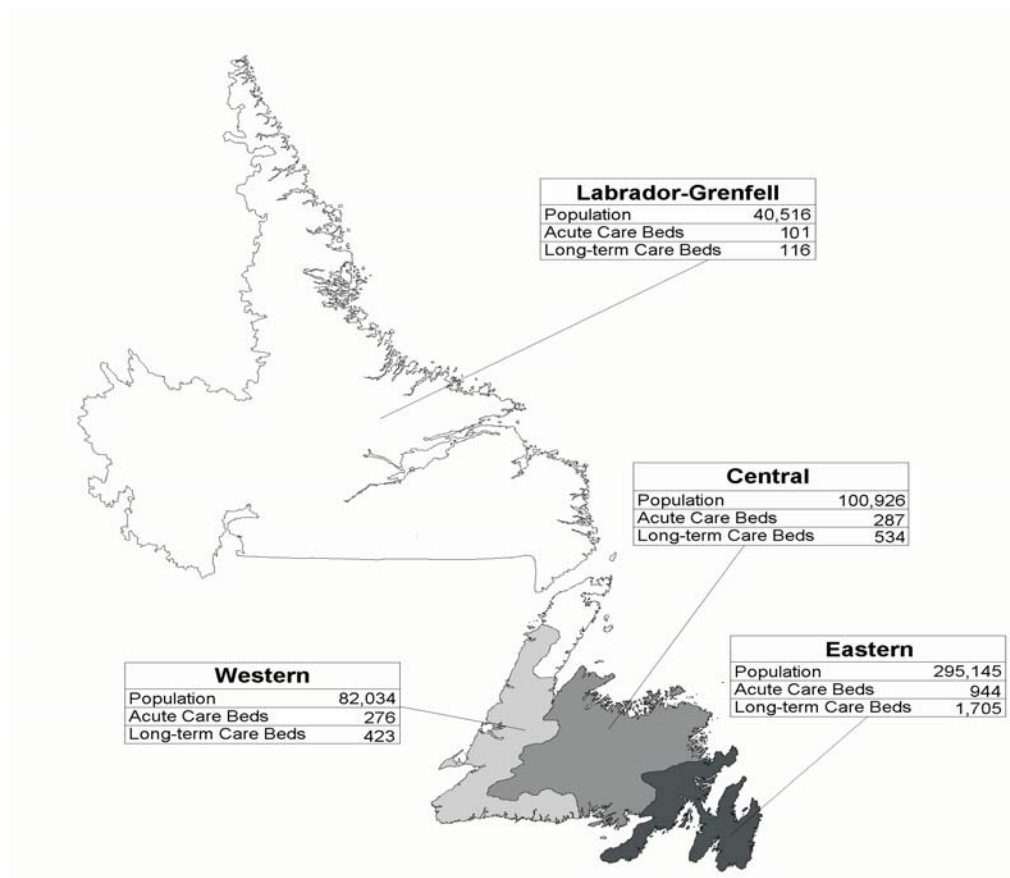 Labrador-Grenfell
Population 40,516
Acute Care Beds 101
Long-term Care Beds 116
Central
Population 100,926
Acute Care Beds 287
Long-term Care Beds 534
Eastern
Population 295,145
Acute Care Beds 944
Long-term Care Beds 1,705
Western
Population 82,034
Acute Care Beds 276
Long-term Care Beds 423